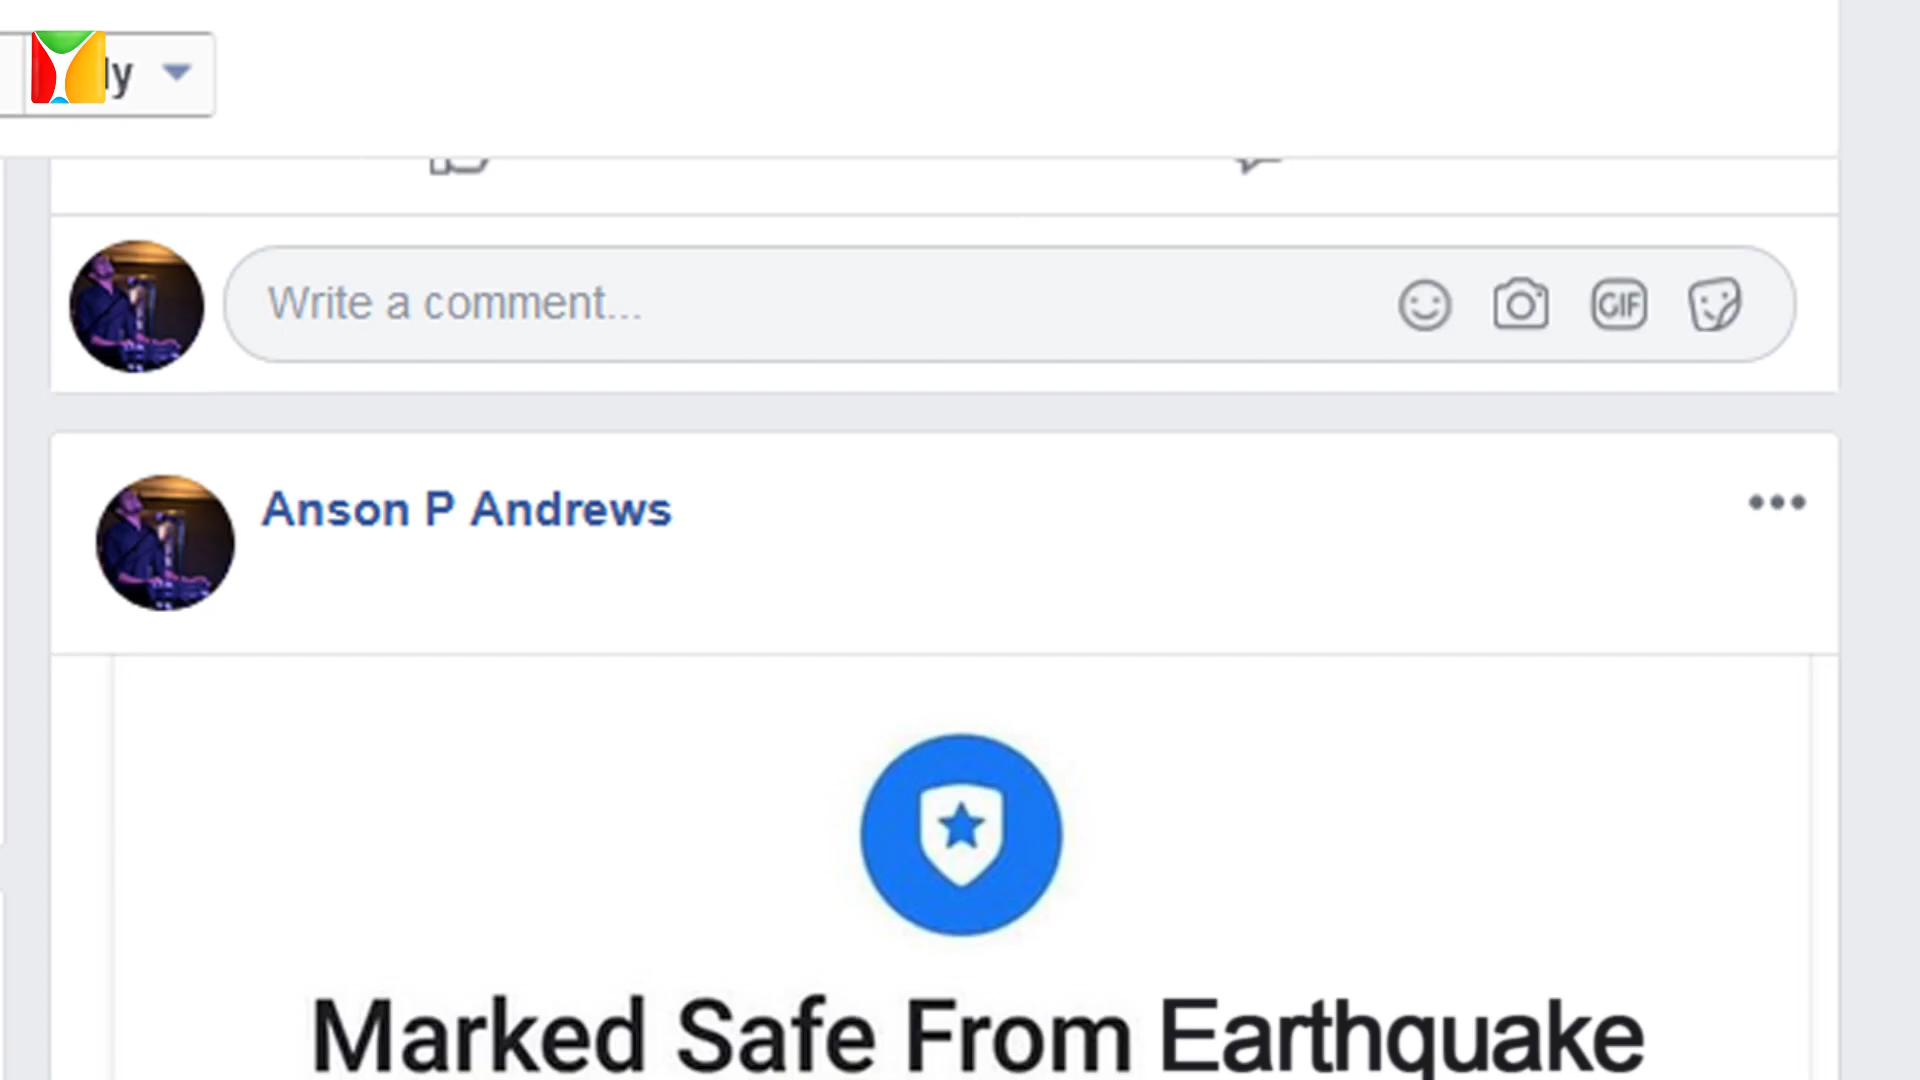 ly
Write a comment...
GIF
Anson P Andrews
Marked Safe From Earthquake